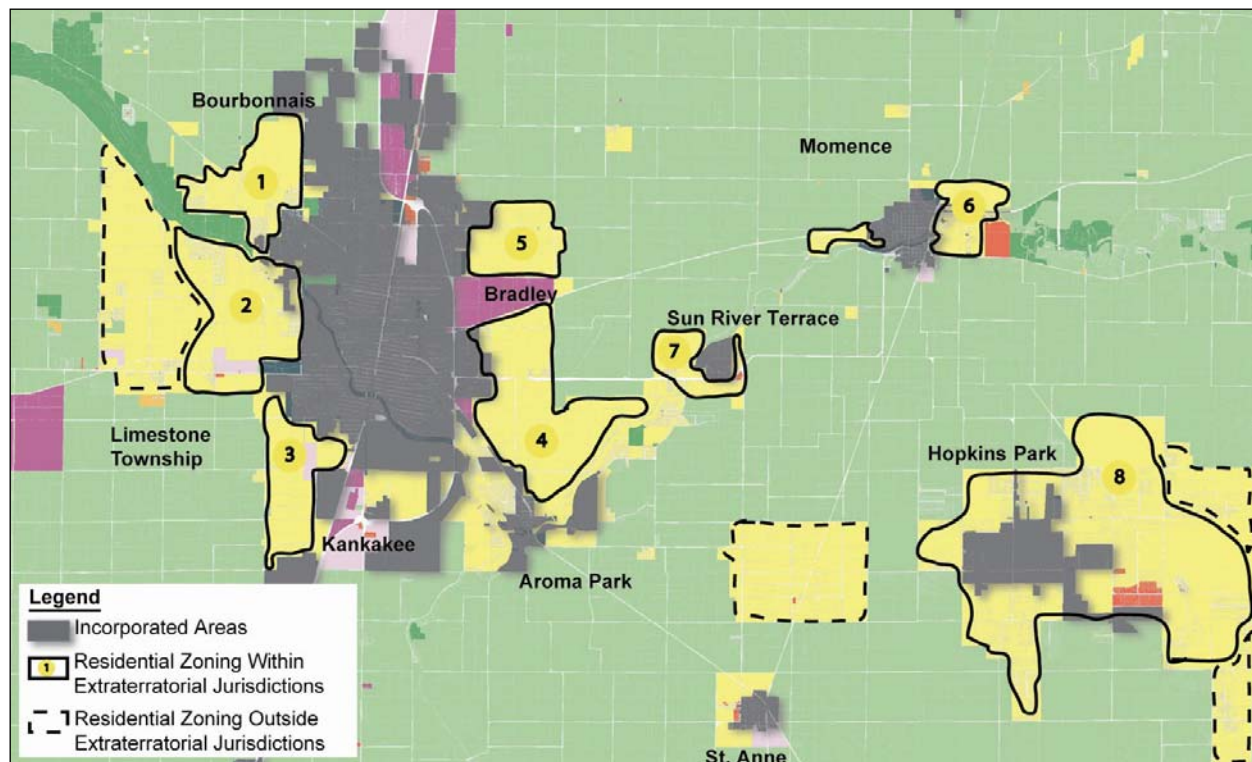 Bourbonnais
Momence
1
6
5
2
Bradley
Sun River Terrace
7
Limestone
Township
3
4
Hopkins Park
8
Kankakee
Aroma Park
St. Anne
Legend
Incorporated Areas
1
Residential Zoning Within
Extraterratorial Jurisdictions
Residential Zoning Outside
Extraterratorial Jurisdictions